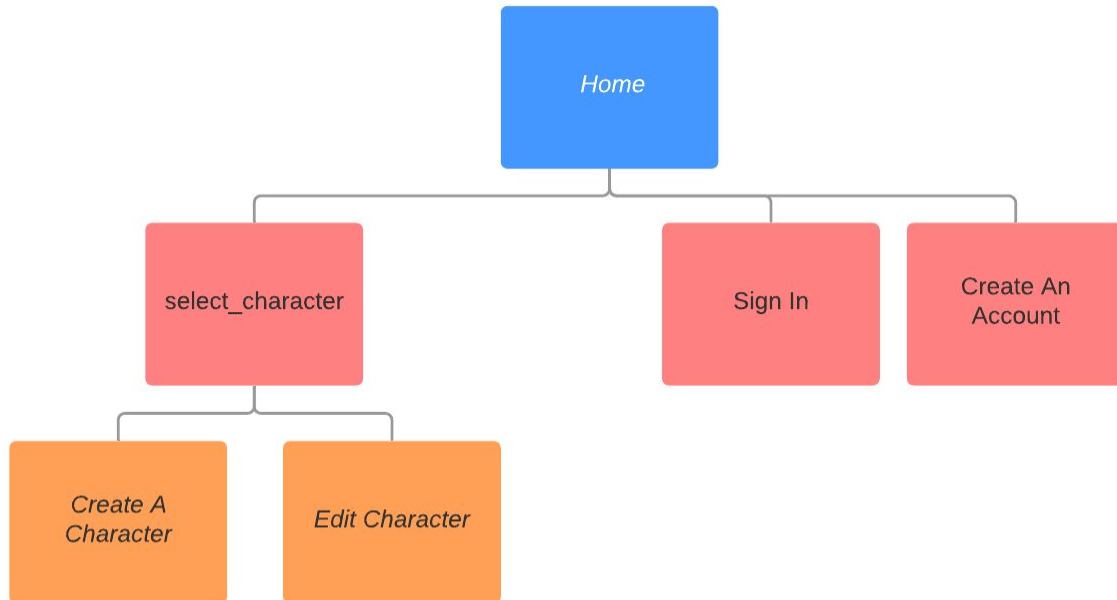 Home
select_character
Sign In
Create An
Account
Create A
Character
Edit Character